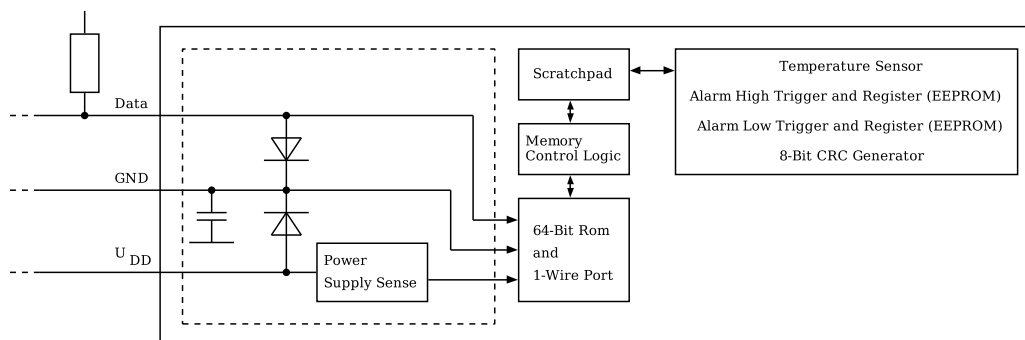 Data
GND
U DD
Power
Supply Sense
Scratchpad
Memory
Control Logic
64-Bit Rom
and
1-Wire Port
Temperature Sensor
Alarm High Trigger and Register (EEPROM)
Alarm Low Trigger and Register (EEPROM)
8-Bit CRC Generator